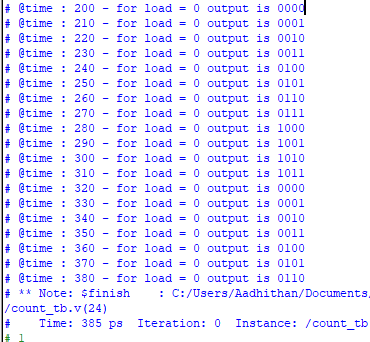 # @time : 200 - for load = 0 output is 0000
# @time : 210 - for load = 0 output is 0001
# @time : 220 - for load = 0 output is 0010
# @time : 230 - for load = 0 output is 0011
# @time : 240 - for load = 0 output is 0100
# @time : 250 - for load = 0 output is 0101
# @time : 260 - for load = 0 output is 0110
# @time : 270 - for load = 0 output is 0111
# @time : 280 - for load = 0 output is 1000
# @time : 290 - for load = 0 output is 1001
# @time : 300 - for load = 0 output is 1010
# @time : 310 - for load = 0 output is 1011
# @time : 320 - for load = 0 output is 0000
# @time : 330 - for load = 0 output is 0001
# @time : 340 - for load = 0 output is 0010
# @time : 350 - for load = 0 output is 0011
# @time : 360 - for load = 0 output is 0100
# @time : 370 - for load = 0 output is 0101
# @time : 380 - for load = 0 output is 0110
# ** Note: $finish    : C:/Users/Aadhithan/Documents,
/count_tb.v(24)
#    Time: 385 ps  Iteration: 0  Instance: /count_tb
# 1